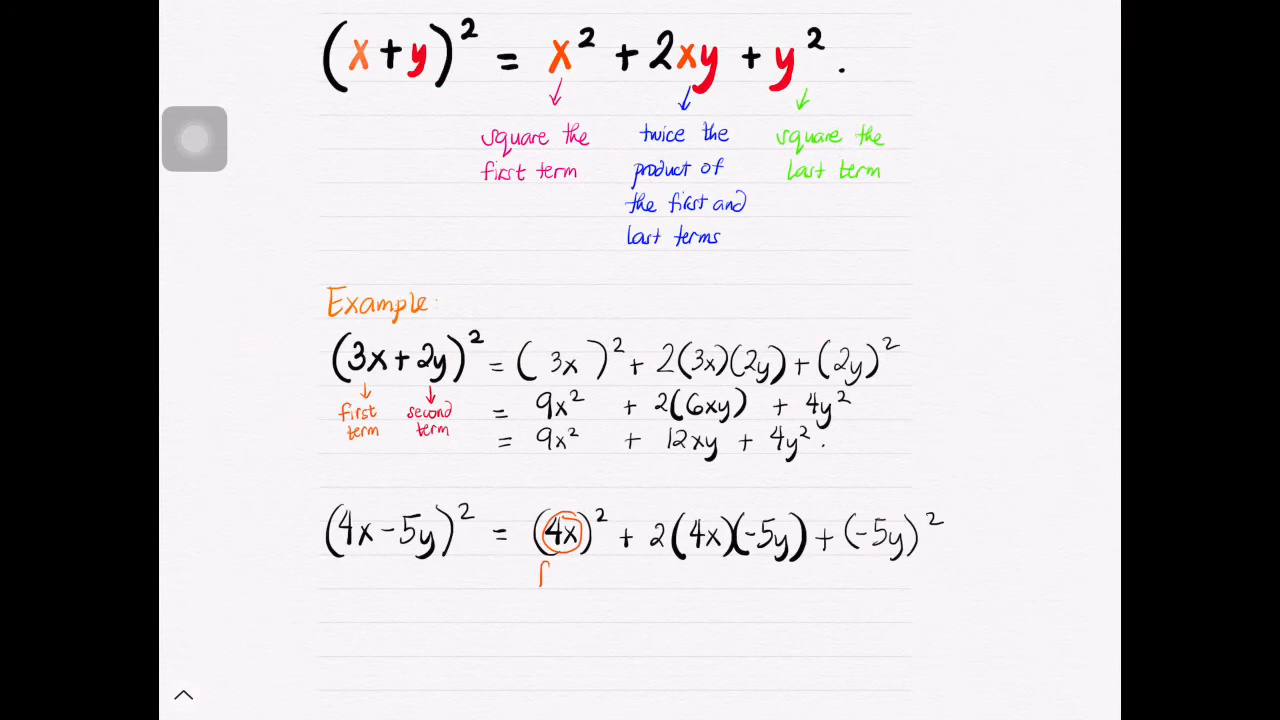 (x+y)² = x² + 2xy + y².
square the first term
twice the product of the first and last terms
square the last term
Example:
(3x + 2y)² = (3x)² + 2(3x)(2y) + (2y)²
first term
second term
= 9x² + 2(6xy) + 4y²
= 9x² + 12xy + 4y².
(4x - 5y)² = (4x)² + 2(4x)(-5y) + (-5y)²